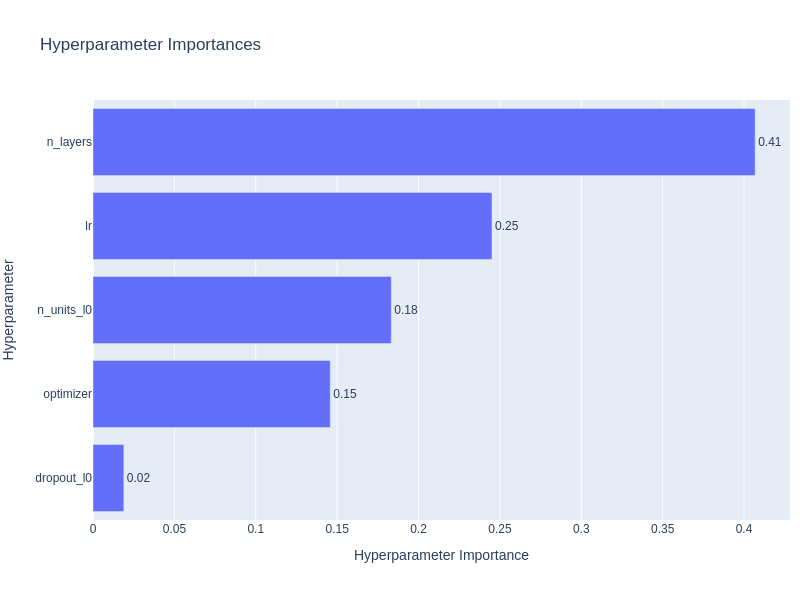 Hyperparameter Importances
n_layers
0.41
lr
0.25
n_units_l0
0.18
optimizer
0.15
dropout_l0
0.02
0 0.05 0.1 0.15 0.2 0.25 0.3 0.35 0.4
Hyperparameter Importance
Hyperparameter